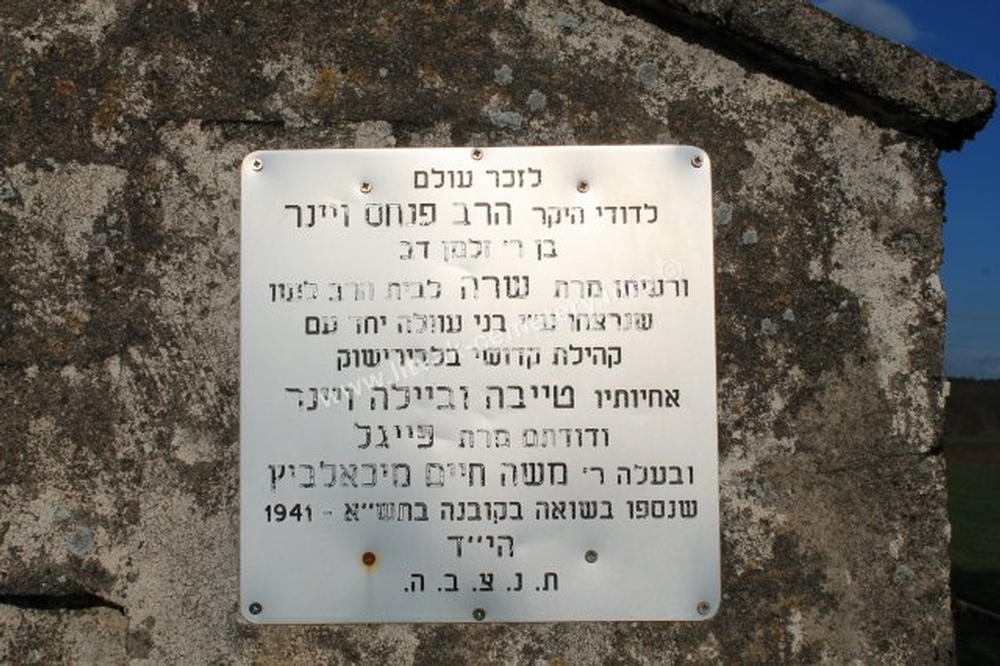 לזכר עולם
לדודי היקר הרב פנחס ויינר
בן ר׳ זלמן דב
ורעיתו מרת שרה לבית הרב לוין
שנרצחו ע״י בני עוולה יחד עם
קהילת קדושי בלבירישוק
אחיותיו טייבה וביילה ויינר
ודודתם מרת פייגל
ובעלה ר׳ משה חיים מיכאלביץ
שנספו בשואה בקובנה בתש״א - 1941
הי״ד
ת. נ. צ. ב. ה.